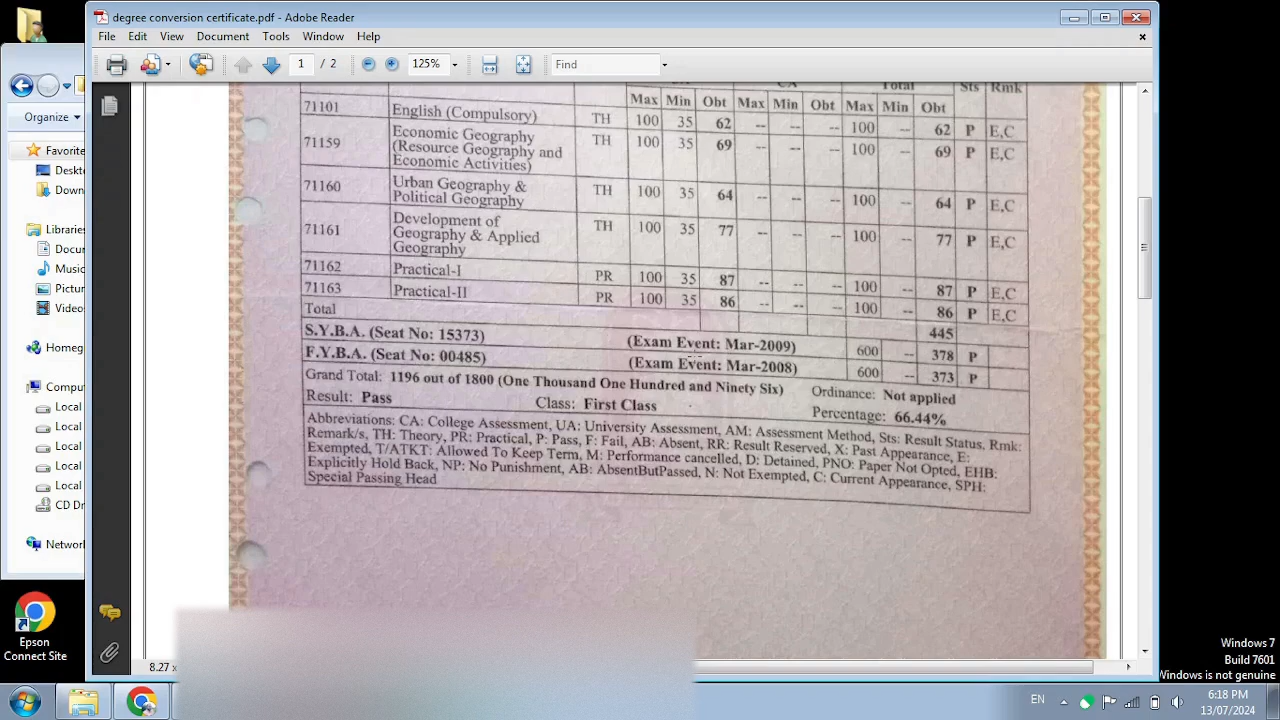 degree conversion certificate.pdf - Adobe Reader
File Edit View Document Tools Window Help
1 / 2 125% Find
Organize
Favorite
Deskt
Down
Libraries
Docu
Music
Pictur
Video
Homeg
Comput
Local
Local
Local
Local
Local
CD Dr
Network
Epson
Connect Site
Total Sts Rmk
Max Min Obt Max Min Obt Max Min Obt
71101 English (Compulsory) TH 100 35 62 -- -- -- 100 -- 62 P E,C
71159 Economic Geography (Resource Geography and Economic Activities) TH 100 35 69 -- -- -- 100 -- 69 P E,C
71160 Urban Geography & Political Geography TH 100 35 64 -- -- -- 100 -- 64 P E,C
71161 Development of Geography & Applied Geography TH 100 35 77 -- -- -- 100 -- 77 P E,C
71162 Practical-I PR 100 35 87 -- -- -- 100 -- 87 P E,C
71163 Practical-II PR 100 35 86 -- -- -- 100 -- 86 P E,C
Total 445
S.Y.B.A. (Seat No: 15373) (Exam Event: Mar-2009) 600 -- 378 P
F.Y.B.A. (Seat No: 00485) (Exam Event: Mar-2008) 600 -- 373 P
Grand Total: 1196 out of 1800 (One Thousand One Hundred and Ninety Six) Ordinance: Not applied
Result: Pass Class: First Class Percentage: 66.44%
Abbreviations: CA: College Assessment, UA: University Assessment, AM: Assessment Method, Sts: Result Status, Rmk:
Remark/s, TH: Theory, PR: Practical, P: Pass, F: Fail, AB: Absent, RR: Result Reserved, X: Past Appearance, E:
Exempted, T/ATKT: Allowed To Keep Term, M: Performance cancelled, D: Detained, PNO: Paper Not Opted, EHB:
Explicitly Hold Back, NP: No Punishment, AB: AbsentButPassed, N: Not Exempted, C: Current Appearance, SPH:
Special Passing Head
8.27 x
Windows 7
Build 7601
Windows is not genuine
EN
6:18 PM
13/07/2024